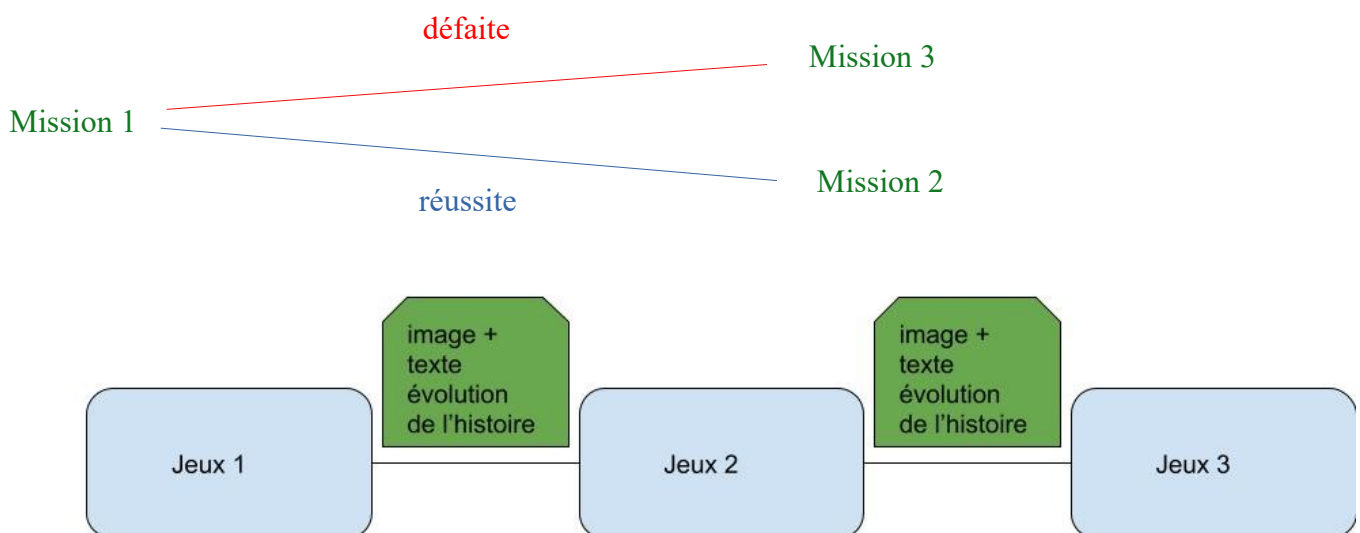 défaite
Mission 3
Mission 1
Mission 2
réussite
image +
texte
évolution
de l'histoire
image +
texte
évolution
de l'histoire
Jeux 1
Jeux 2
Jeux 3